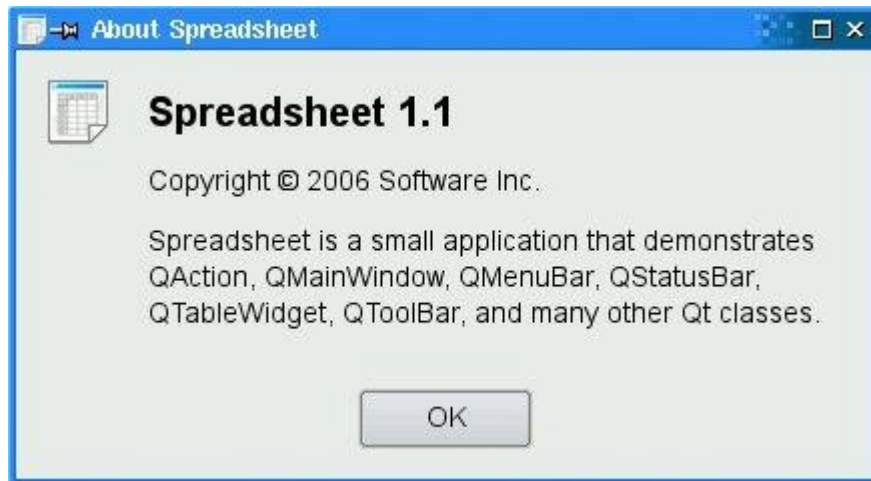 About Spreadsheet
Spreadsheet 1.1
Copyright © 2006 Software Inc.
Spreadsheet is a small application that demonstrates
QAction, QMainWindow, QMenuBar, QStatusBar,
QTableWidget, QToolBar, and many other Qt classes.
OK